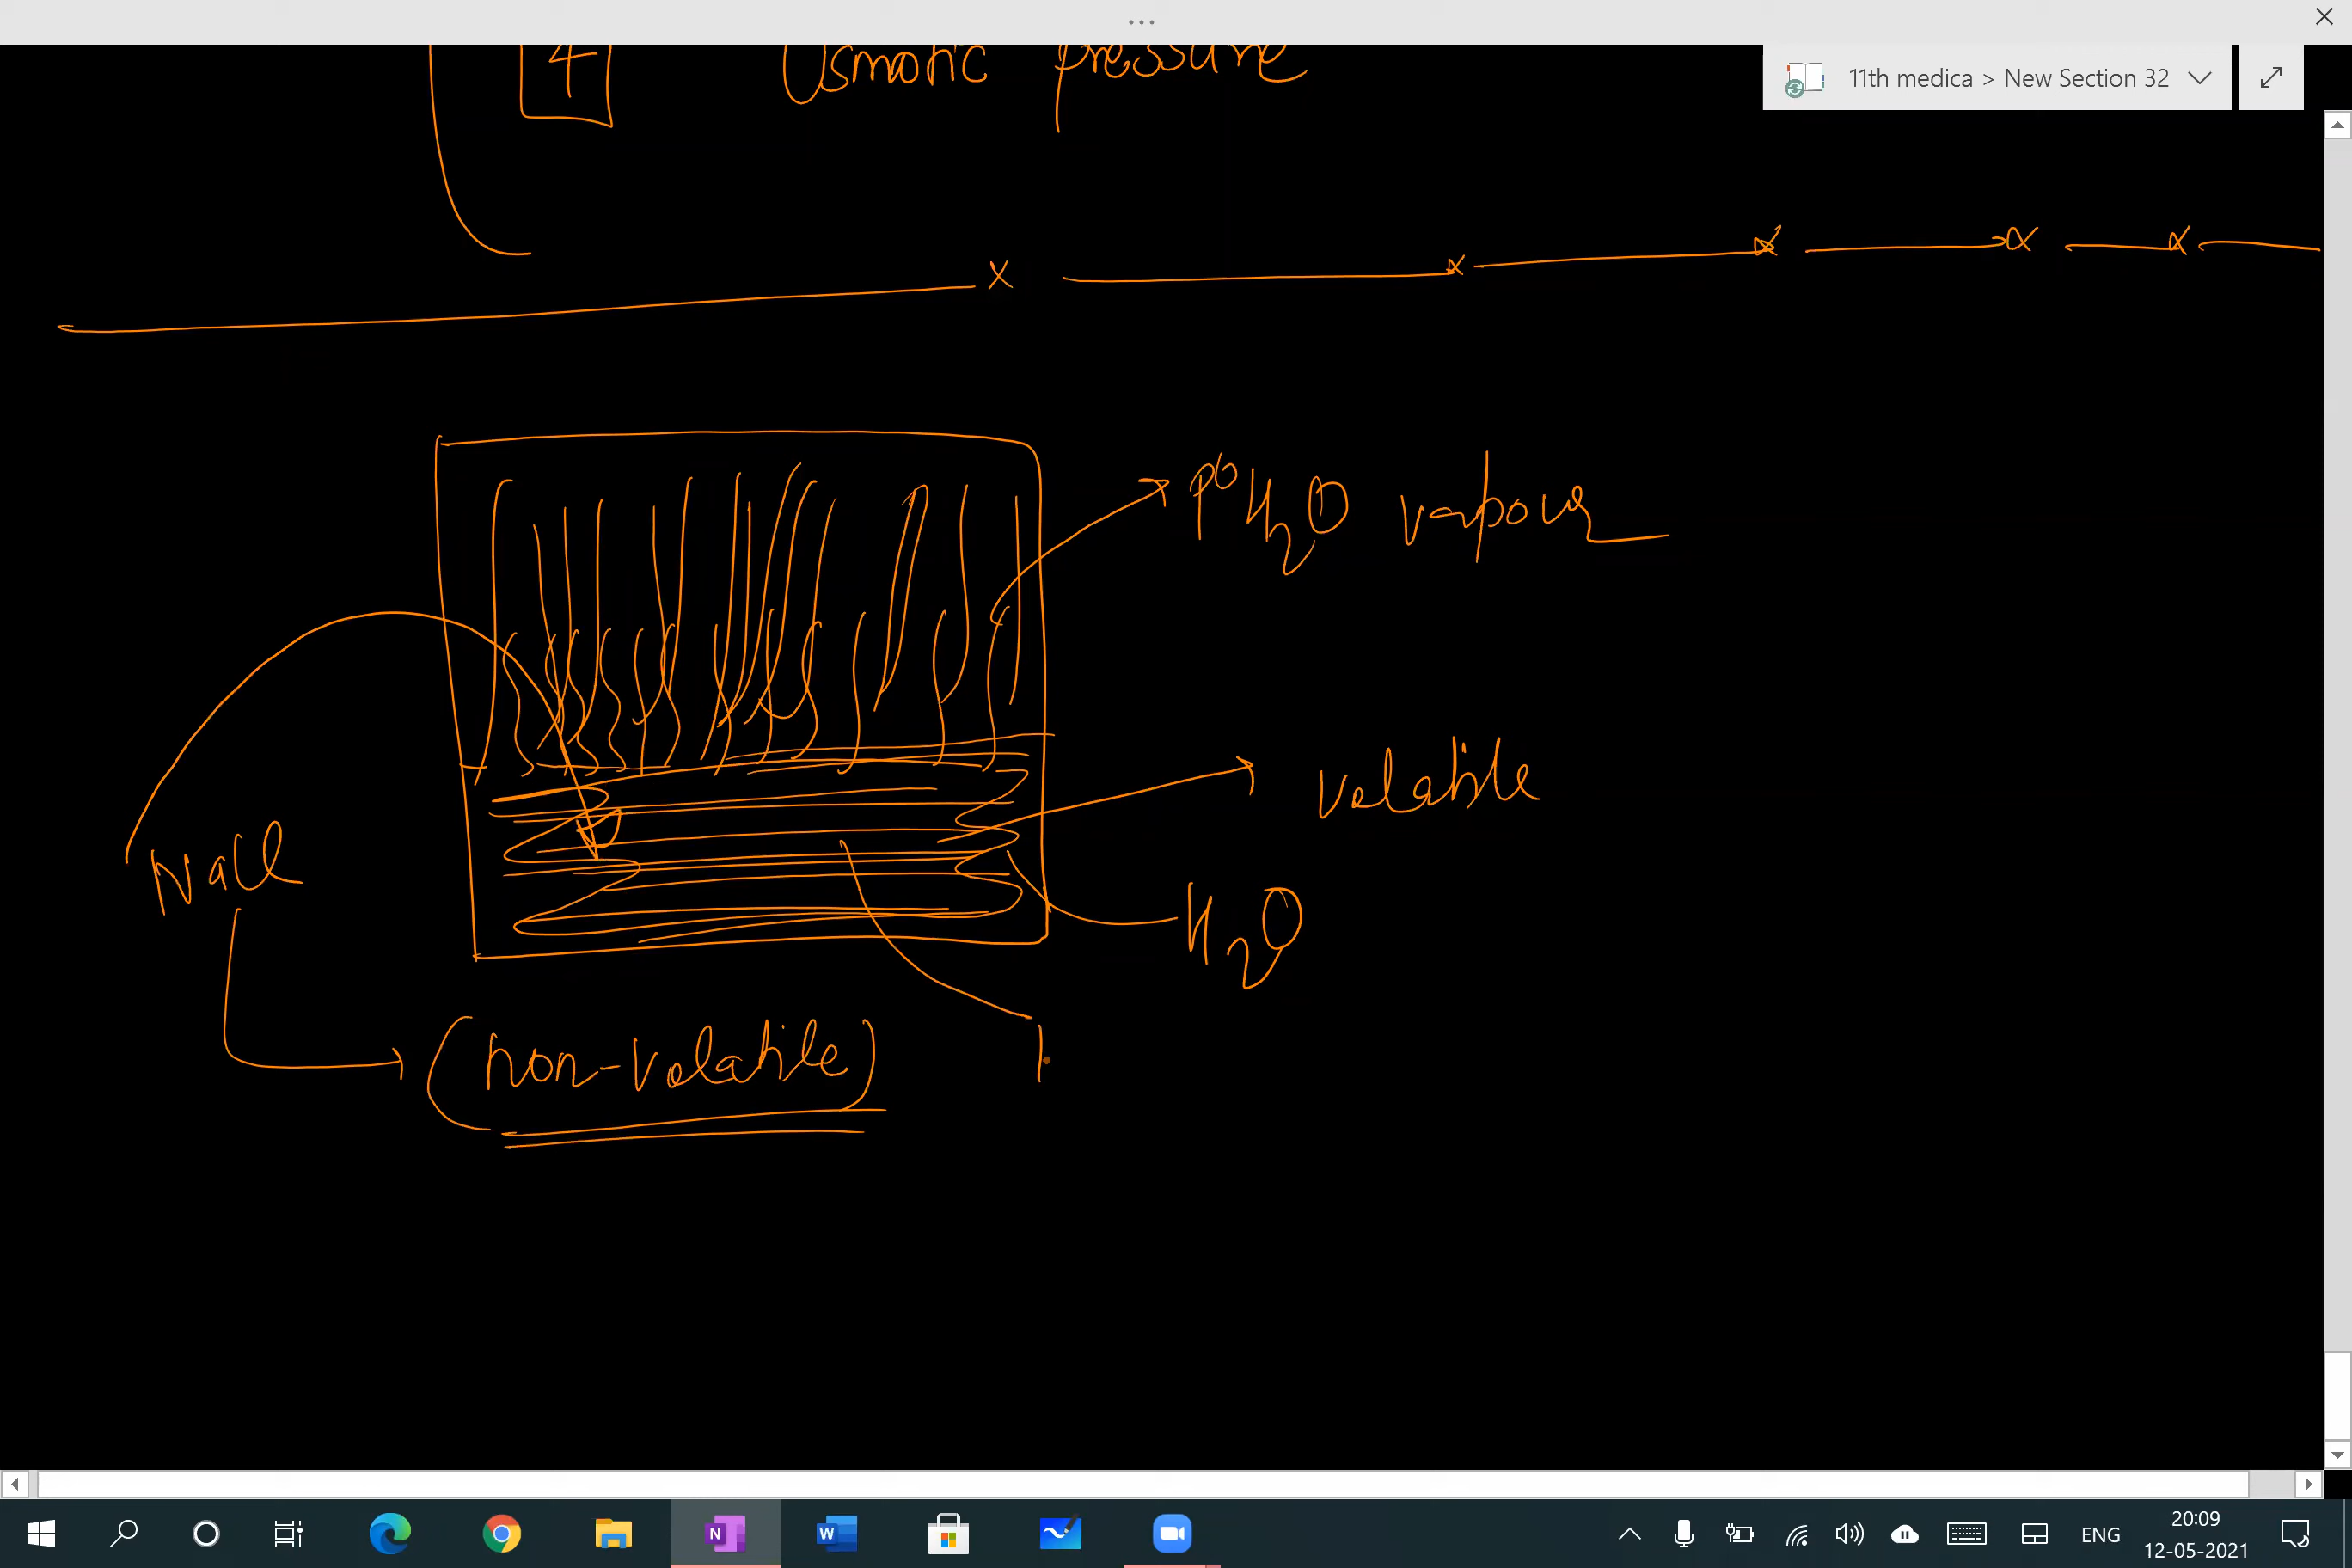 11th medica > New Section 32
4 Osmotic pressure
P° H₂O vapour
volatile
NaCl
H₂O
(non-volatile)
ENG
20:09
12-05-2021